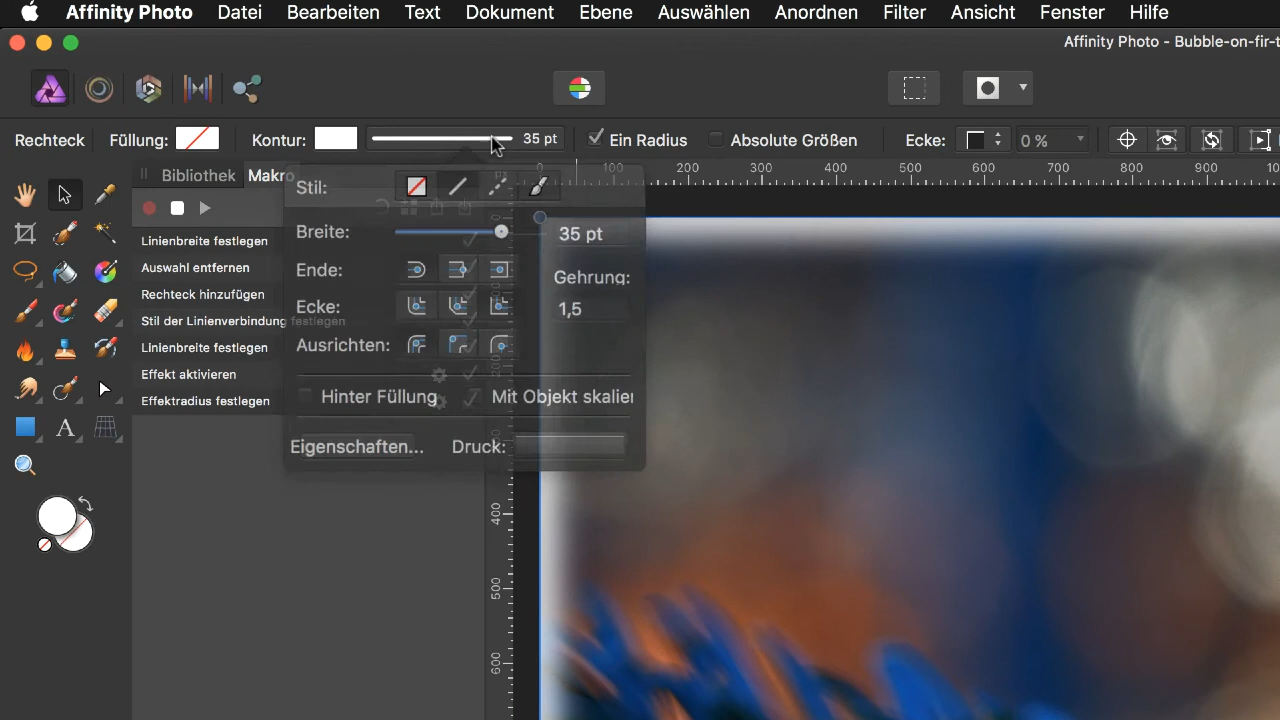 Affinity Photo Datei Bearbeiten Text Dokument Ebene Auswählen Anordnen Filter Ansicht Fenster Hilfe
Affinity Photo - Bubble-on-fir-t
Rechteck Füllung: Kontur: 35 pt Ein Radius Absolute Größen Ecke: 0 %
Bibliothek Makro
0 100 200 300 400 500 600 700 800 900
Stil:
Linienbreite festlegen
Auswahl entfernen
Rechteck hinzufügen
Stil der Linienverbindung festlegen
Linienbreite festlegen
Effekt aktivieren
Effektradius festlegen
Breite: 35 pt
Ende: Gehrung:
Ecke: 1,5
Ausrichten:
Hinter Füllung Mit Objekt skalier
Eigenschaften... Druck:
400
500
600